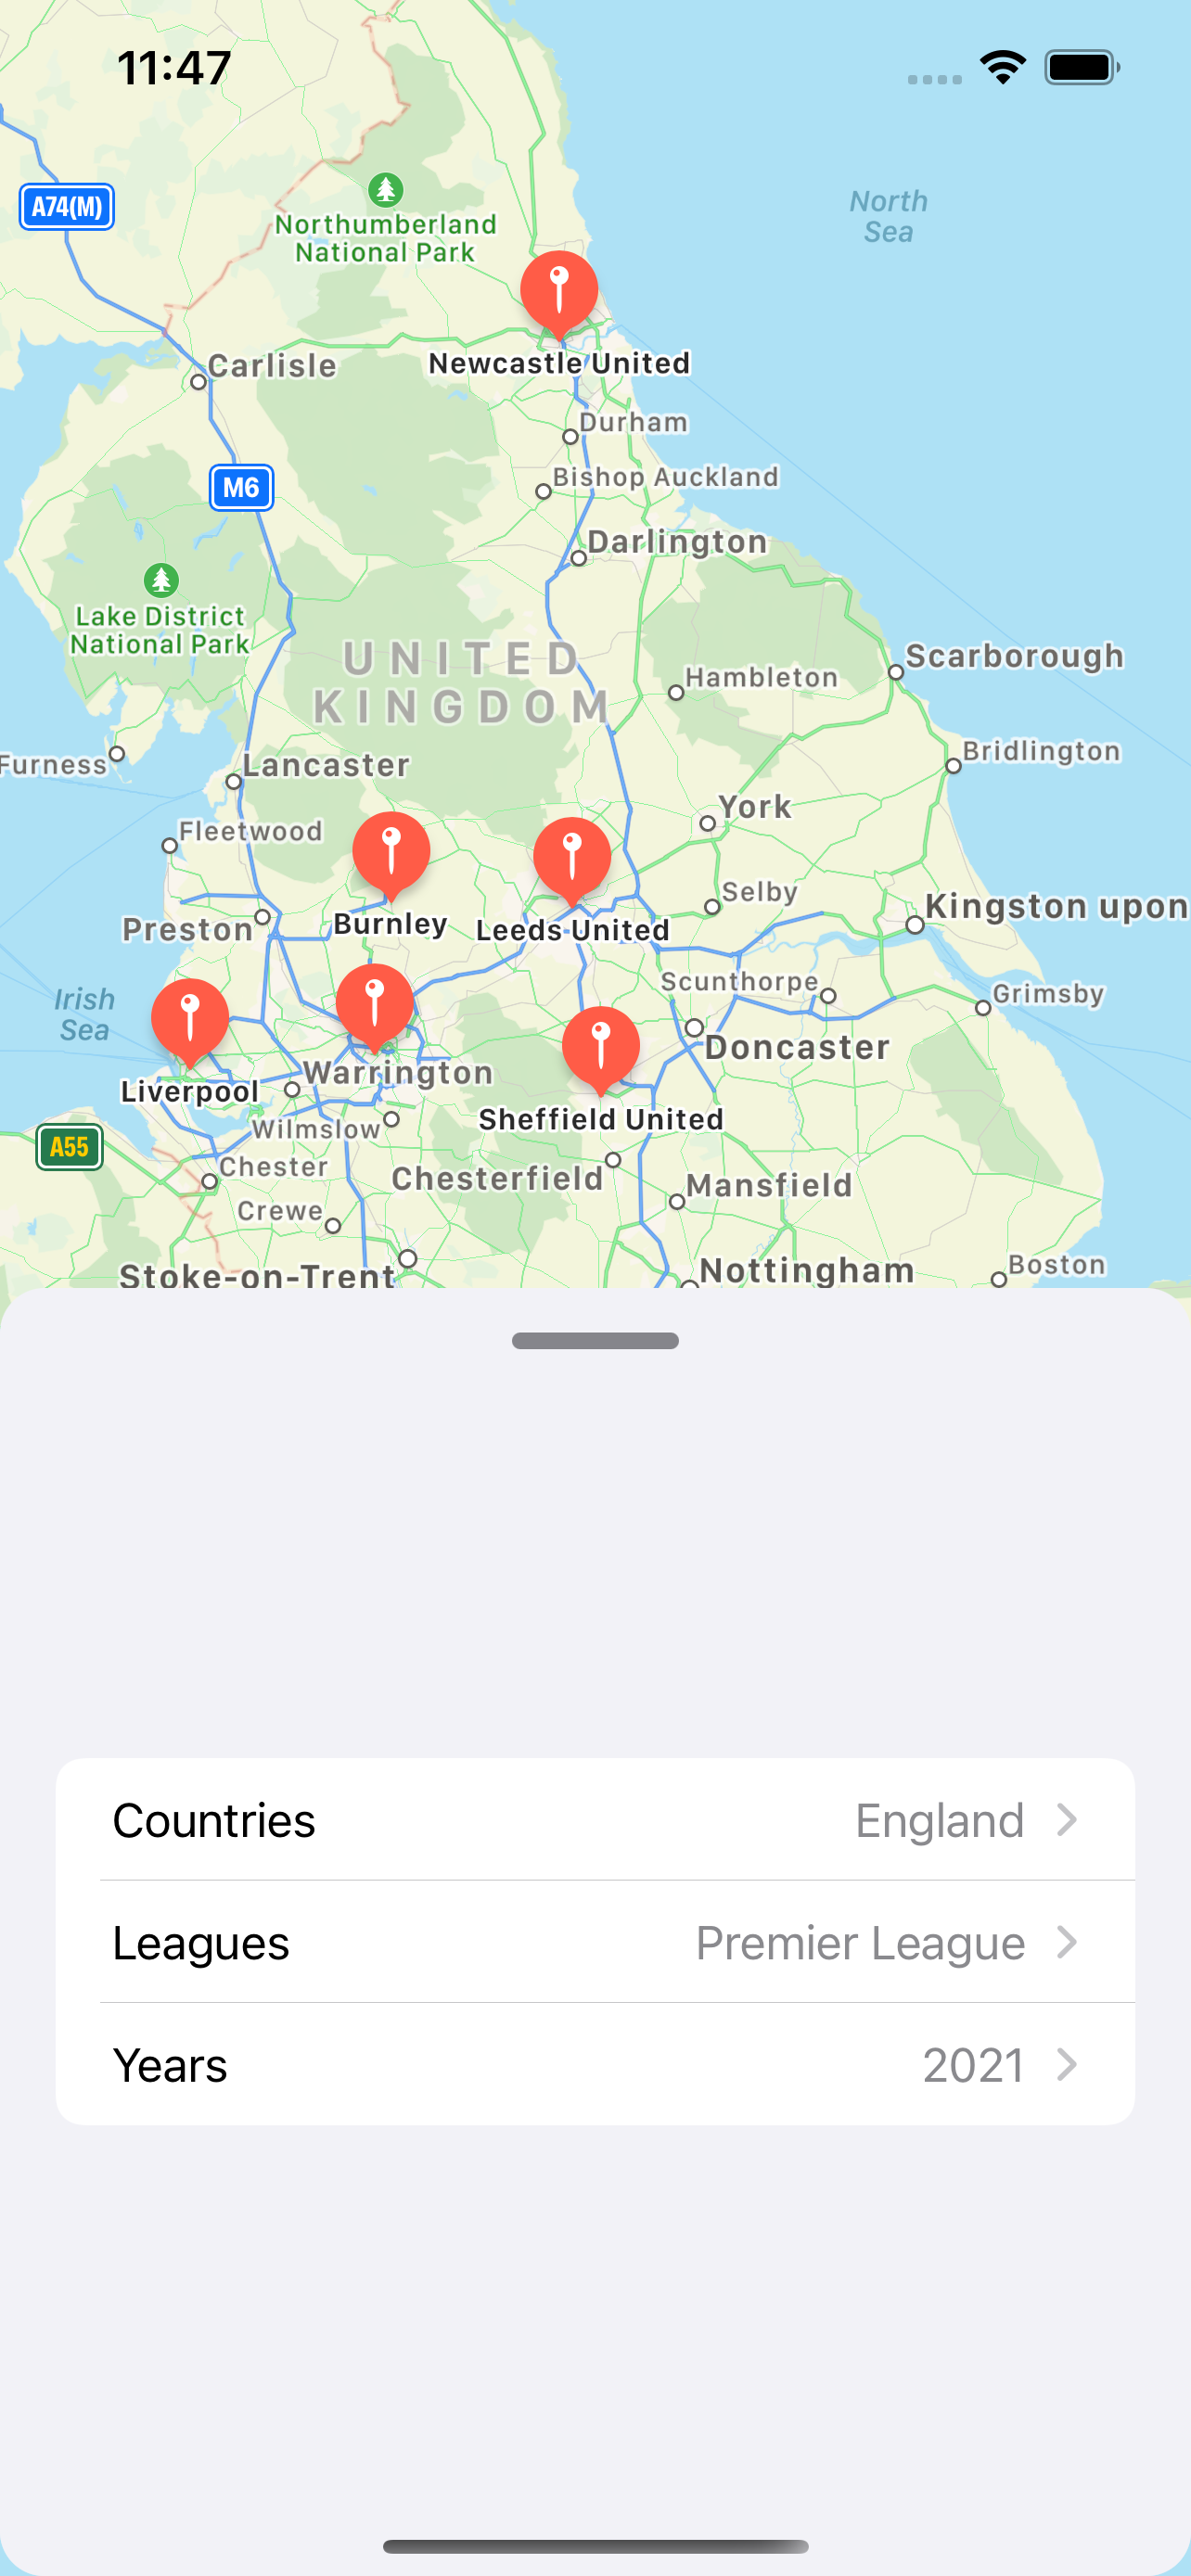 11:47
A74(M)
North
Sea
Northumberland
National Park
Newcastle United
Carlisle
Durham
Bishop Auckland
M6
Darlington
Lake District
National Park
UNITED
KINGDOM
Scarborough
Hambleton
Furness
Lancaster
Bridlington
York
Fleetwood
Selby
Kingston upon
Preston
Burnley
Leeds United
Scunthorpe
Irish
Sea
Grimsby
Doncaster
Warrington
Liverpool
Sheffield United
Wilmslow
A55
Chester
Chesterfield
Mansfield
Crewe
Stoke-on-Trent
Nottingham
Boston
Countries England
Leagues Premier League
Years 2021